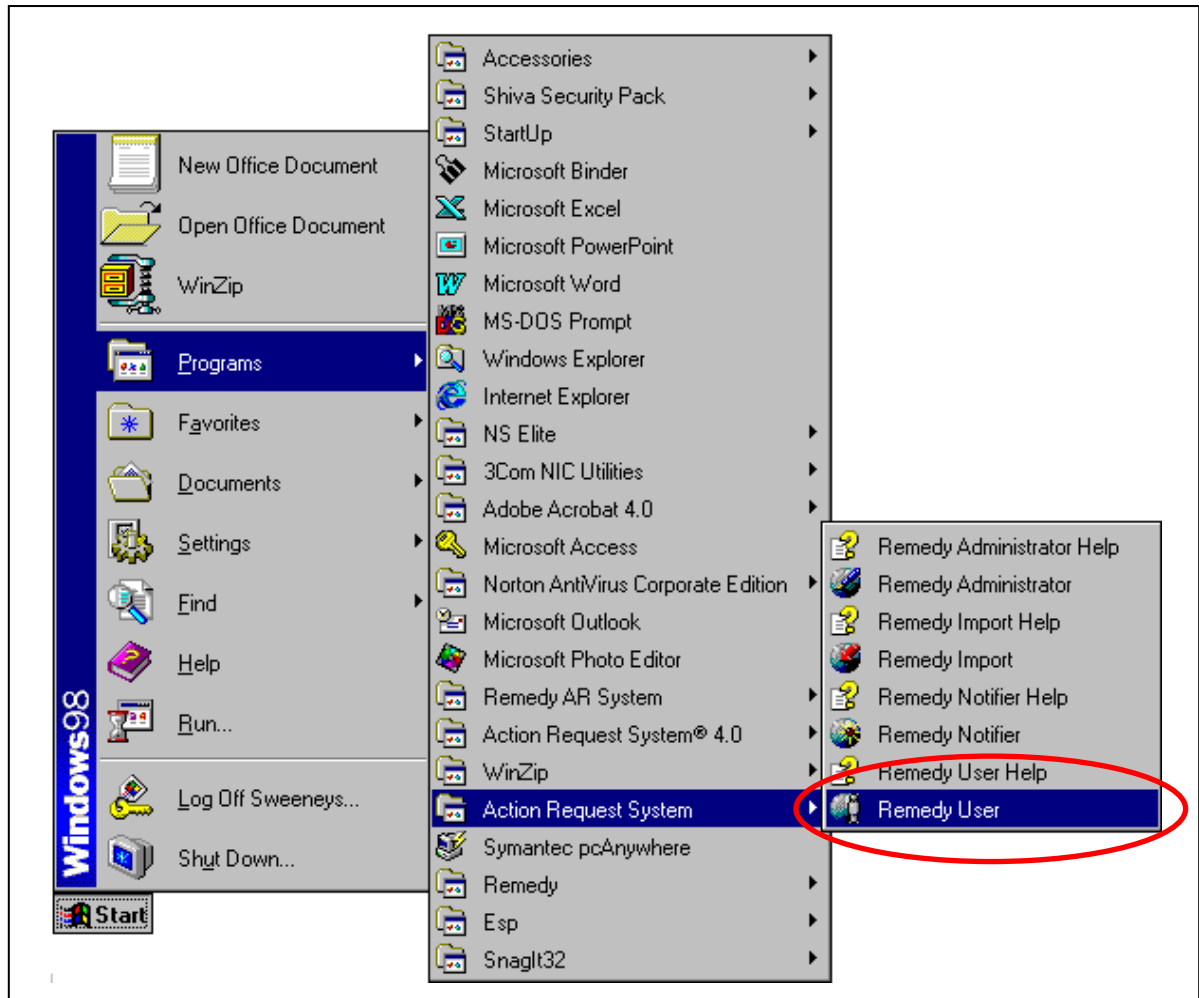 New Office Document
Open Office Document
WinZip
Programs
Favorites
Documents
Settings
Find
Help
Run...
Log Off Sweeneys...
Shut Down...
Windows98
Start
Accessories
Shiva Security Pack
StartUp
Microsoft Binder
Microsoft Excel
Microsoft PowerPoint
Microsoft Word
MS-DOS Prompt
Windows Explorer
Internet Explorer
NS Elite
3Com NIC Utilities
Adobe Acrobat 4.0
Microsoft Access
Norton AntiVirus Corporate Edition
Microsoft Outlook
Microsoft Photo Editor
Remedy AR System
Action Request System® 4.0
WinZip
Action Request System
Symantec pcAnywhere
Remedy
Esp
SnagIt32
Remedy Administrator Help
Remedy Administrator
Remedy Import Help
Remedy Import
Remedy Notifier Help
Remedy Notifier
Remedy User Help
Remedy User